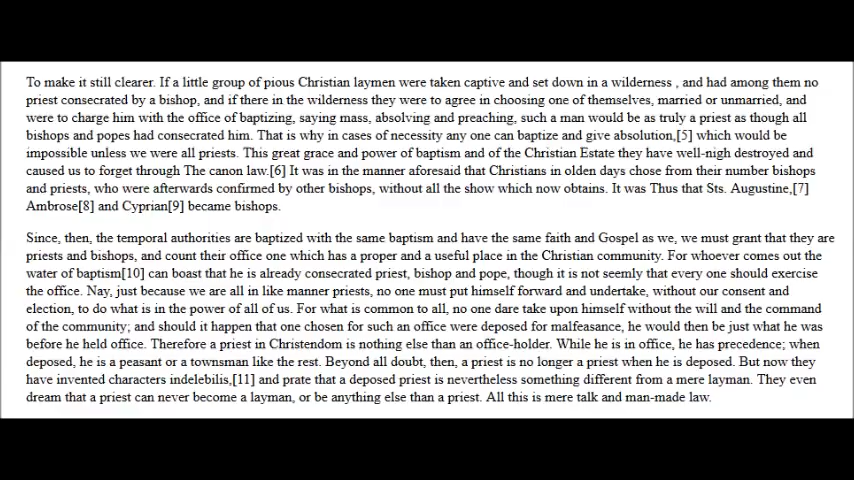 To make it still clearer. If a little group of pious Christian laymen were taken captive and set down in a wilderness , and had among them no
priest consecrated by a bishop, and if there in the wilderness they were to agree in choosing one of themselves, married or unmarried, and
were to charge him with the office of baptizing, saying mass, absolving and preaching, such a man would be as truly a priest as though all
bishops and popes had consecrated him. That is why in cases of necessity any one can baptize and give absolution,[5] which would be
impossible unless we were all priests. This great grace and power of baptism and of the Christian Estate they have well-nigh destroyed and
caused us to forget through The canon law.[6] It was in the manner aforesaid that Christians in olden days chose from their number bishops
and priests, who were afterwards confirmed by other bishops, without all the show which now obtains. It was Thus that Sts. Augustine,[7]
Ambrose[8] and Cyprian[9] became bishops.
Since, then, the temporal authorities are baptized with the same baptism and have the same faith and Gospel as we, we must grant that they are
priests and bishops, and count their office one which has a proper and a useful place in the Christian community. For whoever comes out the
water of baptism[10] can boast that he is already consecrated priest, bishop and pope, though it is not seemly that every one should exercise
the office. Nay, just because we are all in like manner priests, no one must put himself forward and undertake, without our consent and
election, to do what is in the power of all of us. For what is common to all, no one dare take upon himself without the will and the command
of the community; and should it happen that one chosen for such an office were deposed for malfeasance, he would then be just what he was
before he held office. Therefore a priest in Christendom is nothing else than an office-holder. While he is in office, he has precedence; when
deposed, he is a peasant or a townsman like the rest. Beyond all doubt, then, a priest is no longer a priest when he is deposed. But now they
have invented characters indelebilis,[11] and prate that a deposed priest is nevertheless something different from a mere layman. They even
dream that a priest can never become a layman, or be anything else than a priest. All this is mere talk and man-made law.